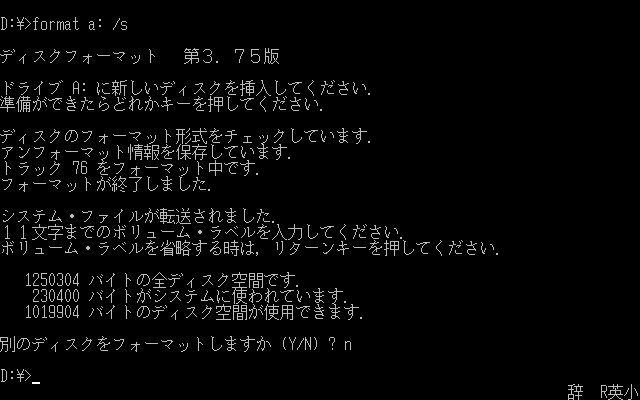 D:¥>format a: /s
ディスクフォーマット　第３．７５版
ドライブ A: に新しいディスクを挿入してください.
準備ができたらどれかキーを押してください.
ディスクのフォーマット形式をチェックしています.
アンフォーマット情報を保存しています.
トラック 76 をフォーマット中です.
フォーマットが終了しました.
システム・ファイルが転送されました.
１１文字までのボリューム・ラベルを入力してください.
ボリューム・ラベルを省略する時は, リターンキーを押してください.
1250304 バイトの全ディスク空間です.
230400 バイトがシステムに使われています.
1019904 バイトのディスク空間が使用できます.
別のディスクをフォーマットしますか (Y/N) ? n
D:¥>_
辞　R英小